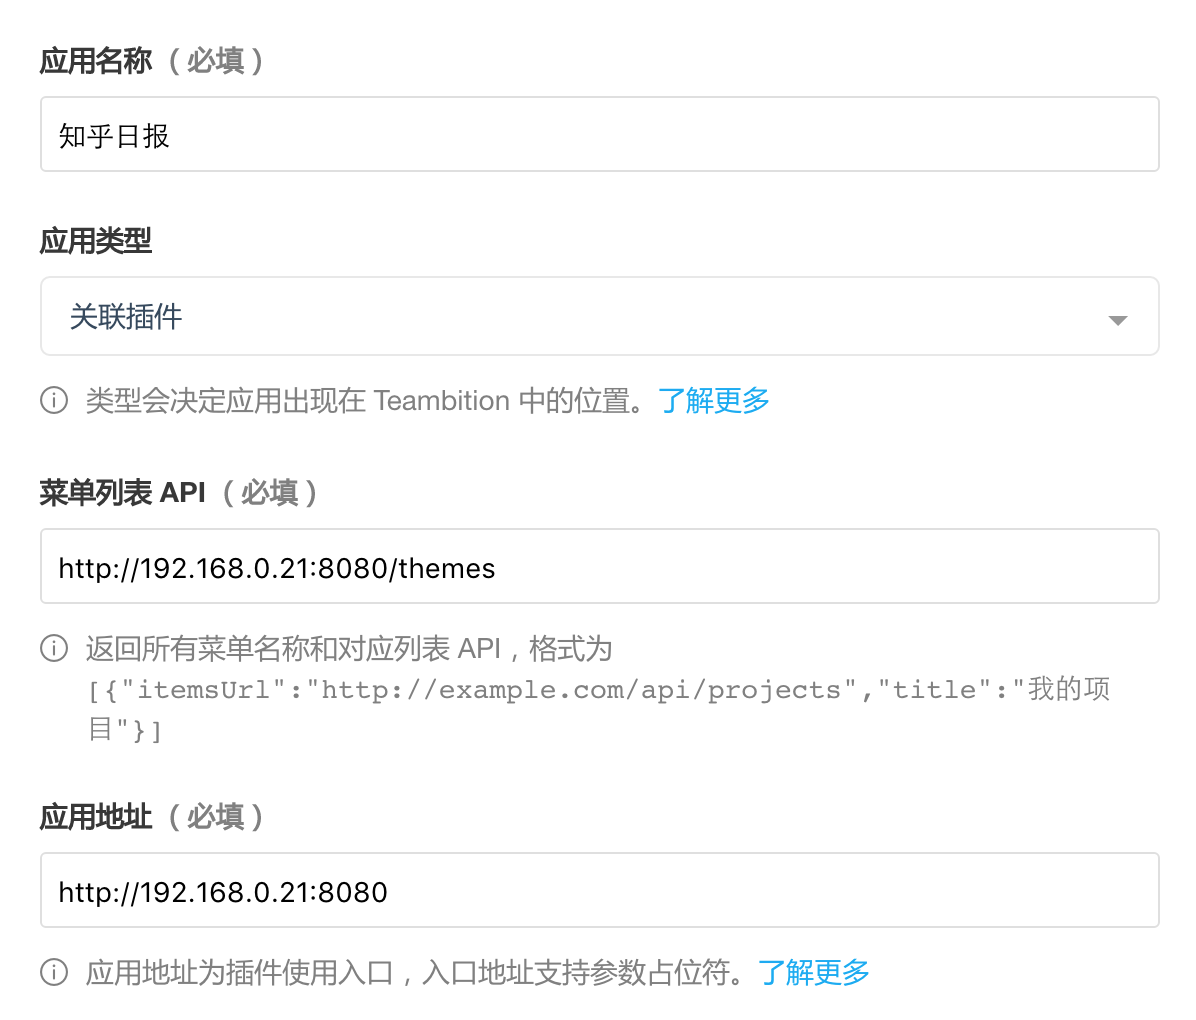 应用名称（必填）
知乎日报
应用类型
关联插件
类型会决定应用出现在 Teambition 中的位置。了解更多
菜单列表 API（必填）
http://192.168.0.21:8080/themes
返回所有菜单名称和对应列表 API，格式为
[{"itemsUrl":"http://example.com/api/projects","title":"我的项
目"}]
应用地址（必填）
http://192.168.0.21:8080
应用地址为插件使用入口，入口地址支持参数占位符。了解更多